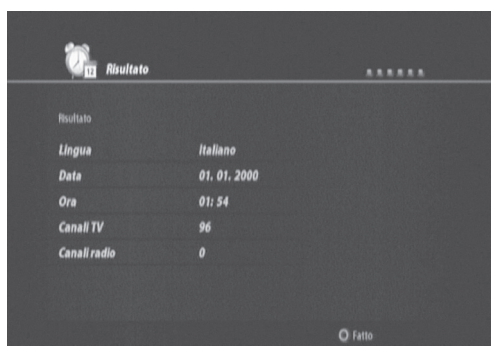 12 Risultato
Risultato
Lingua Italiano
Data 01. 01. 2000
Ora 01: 54
Canali TV 96
Canali radio 0
Fatto